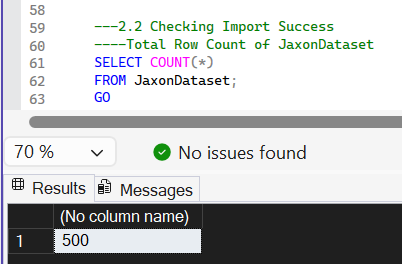 58
59 ---2.2 Checking Import Success
60 ----Total Row Count of JaxonDataset
61 SELECT COUNT(*)
62 FROM JaxonDataset;
63 GO
70 % No issues found
Results Messages
(No column name)
1 500